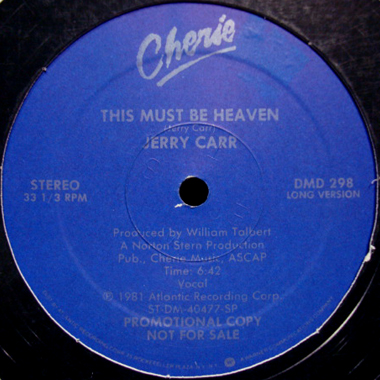 Cherie
THIS MUST BE HEAVEN
(Jerry Carr)
JERRY CARR
STEREO
33 1/3 RPM
DMD 298
LONG VERSION
Produced by William Talbert
A Norton Stern Production
Pub., Cherie Music, ASCAP
Time: 6:42
Vocal
℗ 1981 Atlantic Recording Corp.
ST-DM-40477-SP
PROMOTIONAL COPY
NOT FOR SALE